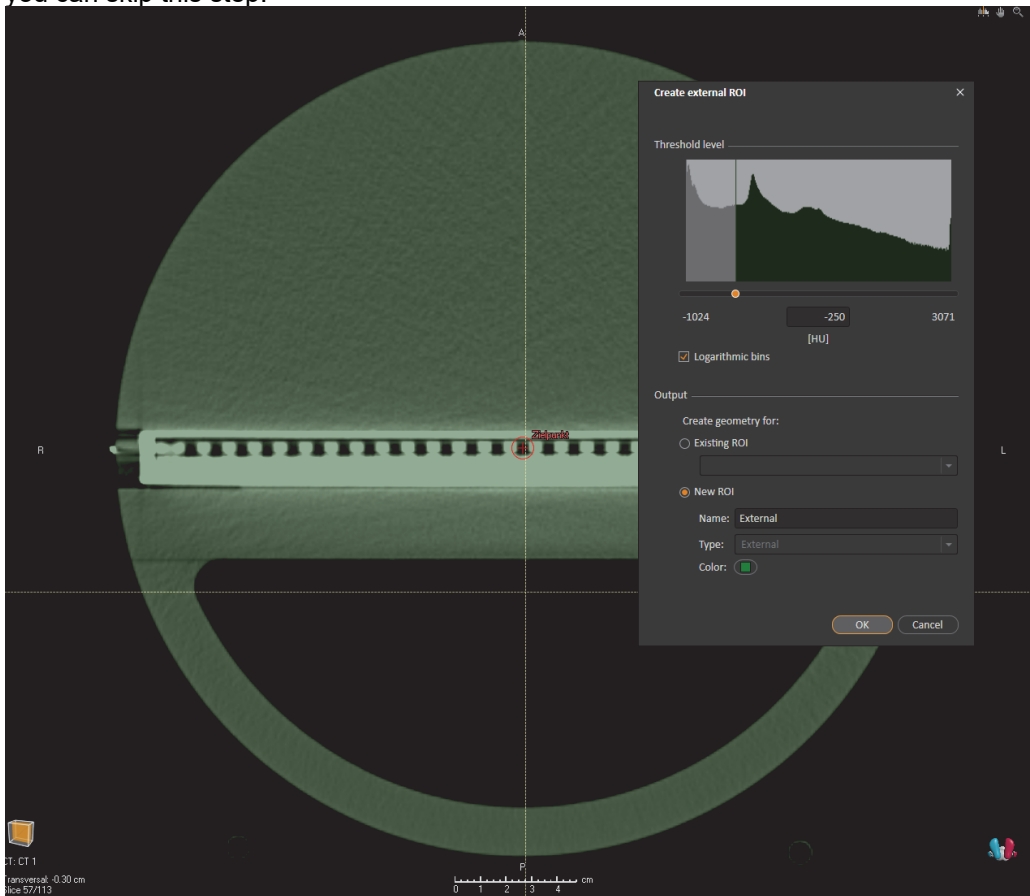 you can skip this step.
A
Create external ROI
Threshold level
-1024 -250 3071
[HU]
Logarithmic bins
Output
Create geometry for:
Existing ROI
New ROI
Name: External
Type: External
Color:
OK Cancel
Zielpunkt
R
L
P
CT: CT 1
Transversal: -0.30 cm
Slice 57/113
0 1 2 3 4 cm